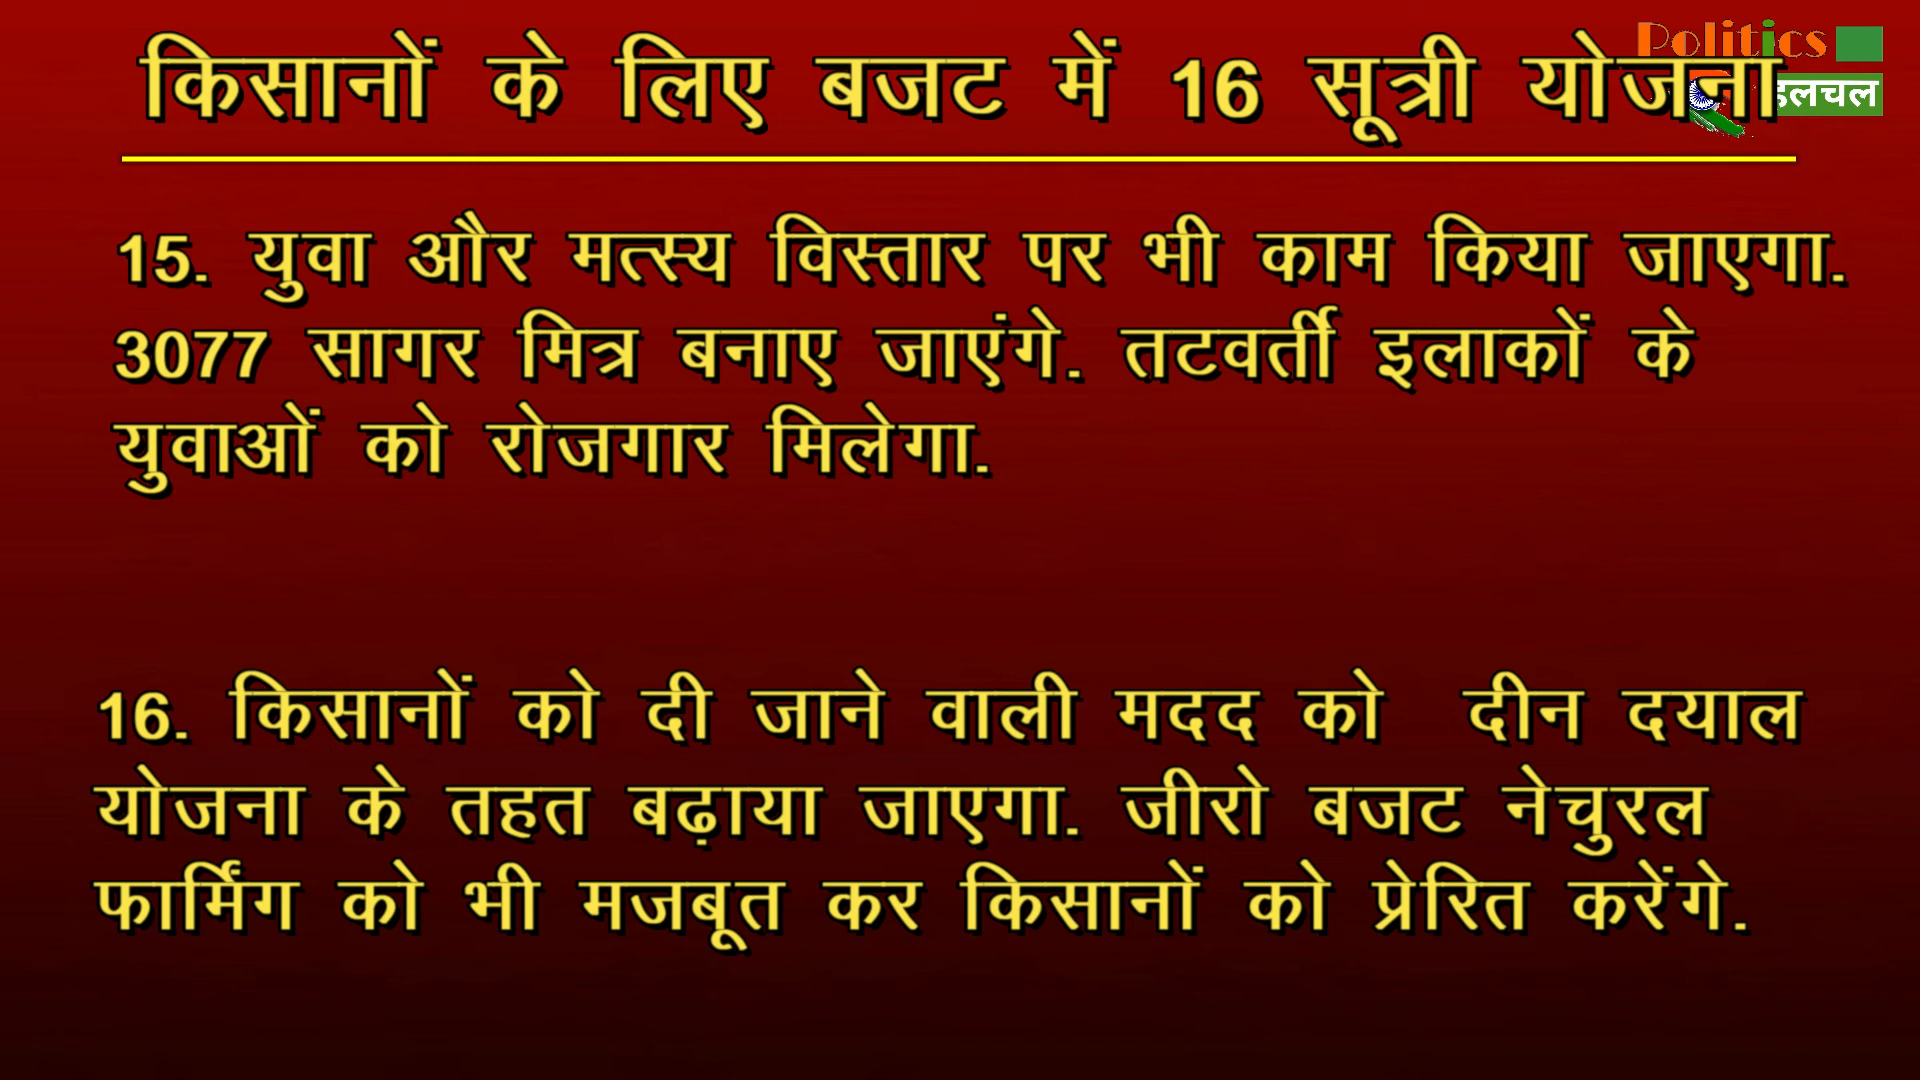 किसानों के लिए बजट में 16 सूत्री योजना
Politics
15. युवा और मत्स्य विस्तार पर भी काम किया जाएगा.
3077 सागर मित्र बनाए जाएंगे. तटवर्ती इलाकों के
युवाओं को रोजगार मिलेगा.
16. किसानों को दी जाने वाली मदद को दीन दयाल
योजना के तहत बढ़ाया जाएगा. जीरो बजट नेचुरल
फार्मिंग को भी मजबूत कर किसानों को प्रेरित करेंगे.